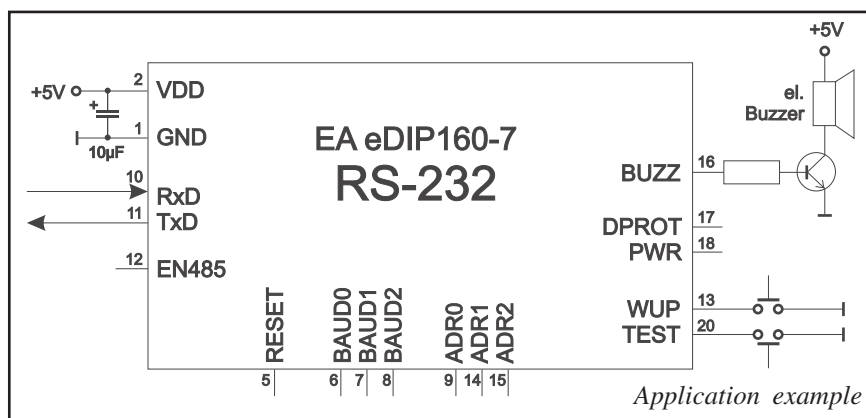 +5V
2 VDD
+5V
+
1 GND
10µF
EA eDIP160-7
RS-232
el.
Buzzer
10 RxD
11 TxD
BUZZ 16
12 EN485
DPROT 17
PWR 18
WUP 13
TEST 20
RESET
BAUD0
BAUD1
BAUD2
ADR0
ADR1
ADR2
5 6 7 8 9 14 15
Application example